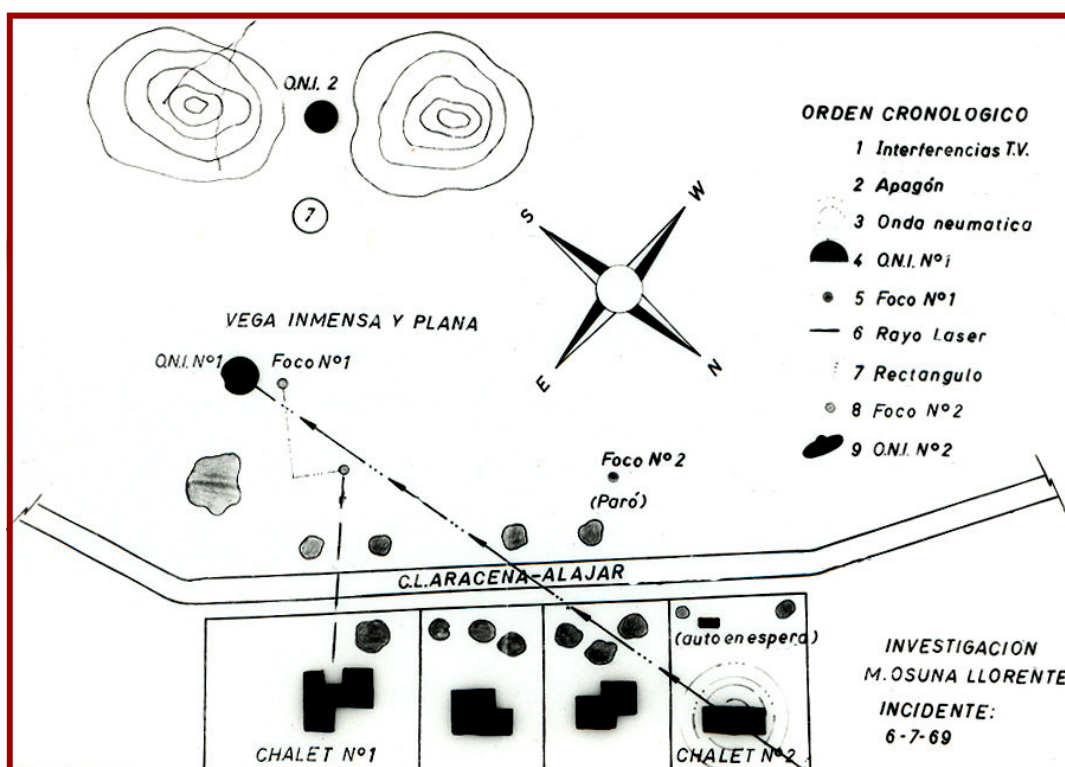 O.N.I. 2
7
S
W
E
N
VEGA INMENSA Y PLANA
O.N.I. Nº1
Foco Nº1
Foco Nº2
(Paró)
C.L. ARACENA-ALAJAR
(auto en espera)
CHALET Nº1
CHALET Nº2
ORDEN CRONOLOGICO
1 Interferencias T.V.
2 Apagón
3 Onda neumatica
4 O.N.I. Nº1
5 Foco Nº1
6 Rayo Laser
7 Rectangulo
8 Foco Nº2
9 O.N.I. Nº2
INVESTIGACION
M. OSUNA LLORENTE
INCIDENTE:
6-7-69